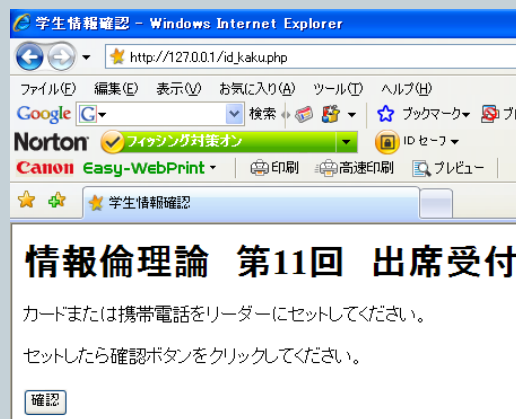 学生情報確認 - Windows Internet Explorer
http://127.0.0.1/id_kaku.php
ファイル(F) 編集(E) 表示(V) お気に入り(A) ツール(T) ヘルプ(H)
Google G 検索 ブックマーク
Norton フィッシング対策オン ID セーフ
Canon Easy-WebPrint 印刷 高速印刷 プレビュー
学生情報確認
情報倫理論 第11回 出席受付
カードまたは携帯電話をリーダーにセットしてください。
セットしたら確認ボタンをクリックしてください。
確認